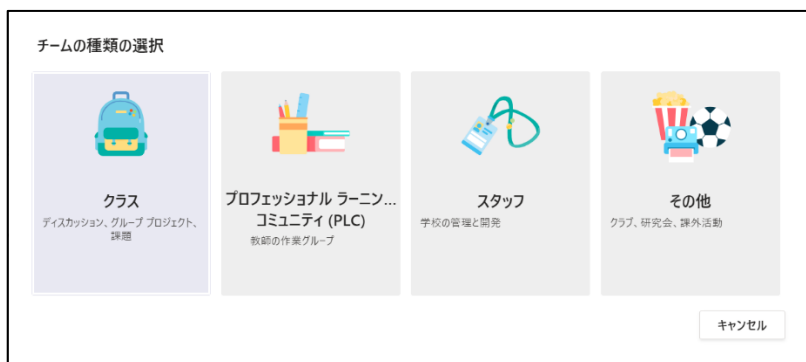 チームの種類の選択
クラス
ディスカッション、グループ プロジェクト、
課題
プロフェッショナル ラーニン...
コミュニティ (PLC)
教師の作業グループ
スタッフ
学校の管理と開発
その他
クラブ、研究会、課外活動
キャンセル